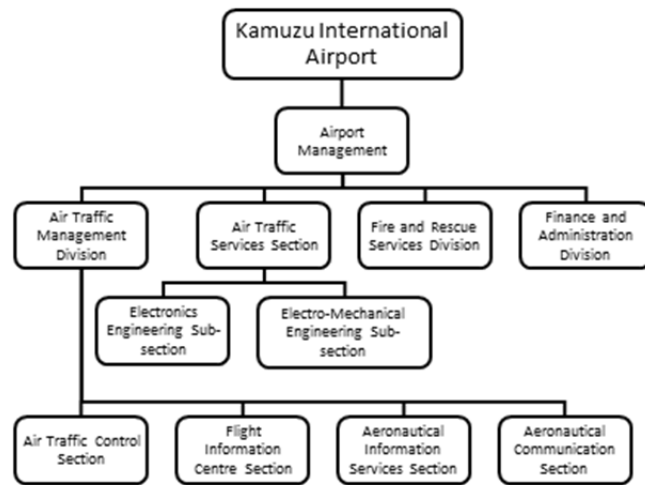 Kamuzu International
Airport
Airport
Management
Air Traffic
Management
Division
Air Traffic
Services Section
Fire and Rescue
Services Division
Finance and
Administration
Division
Electronics
Engineering Sub-
section
Electro-Mechanical
Engineering Sub-
section
Air Traffic Control
Section
Flight
Information
Centre Section
Aeronautical
Information
Services Section
Aeronautical
Communication
Section